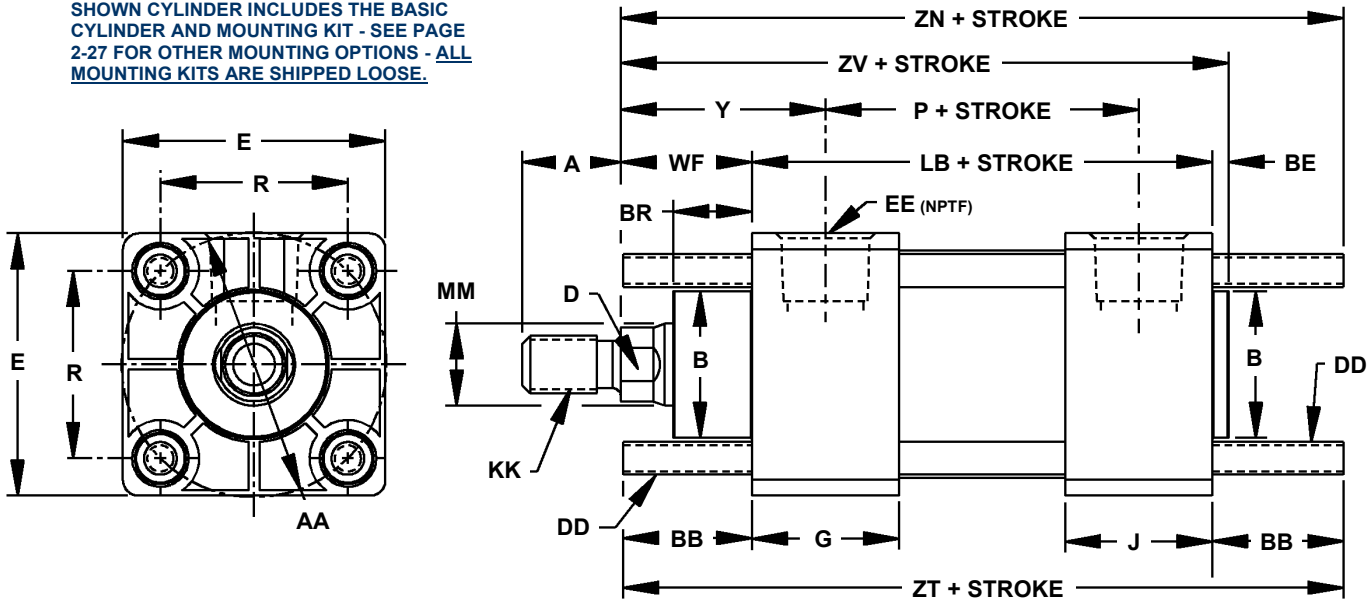 SHOWN CYLINDER INCLUDES THE BASIC
CYLINDER AND MOUNTING KIT - SEE PAGE
2-27 FOR OTHER MOUNTING OPTIONS - ALL
MOUNTING KITS ARE SHIPPED LOOSE.
E
R
E
R
AA
ZN + STROKE
ZV + STROKE
Y
P + STROKE
A
WF
LB + STROKE
BE
BR
EE (NPTF)
MM
D
B
B
DD
KK
DD
BB
G
J
BB
ZT + STROKE